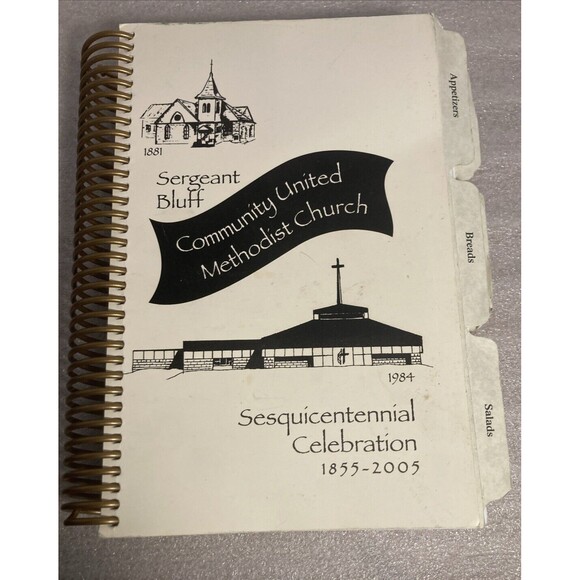 1881
Sergeant
Bluff
Community United
Methodist Church
1984
Sesquicentennial
Celebration
1855-2005
Appetizers
Breads
Salads